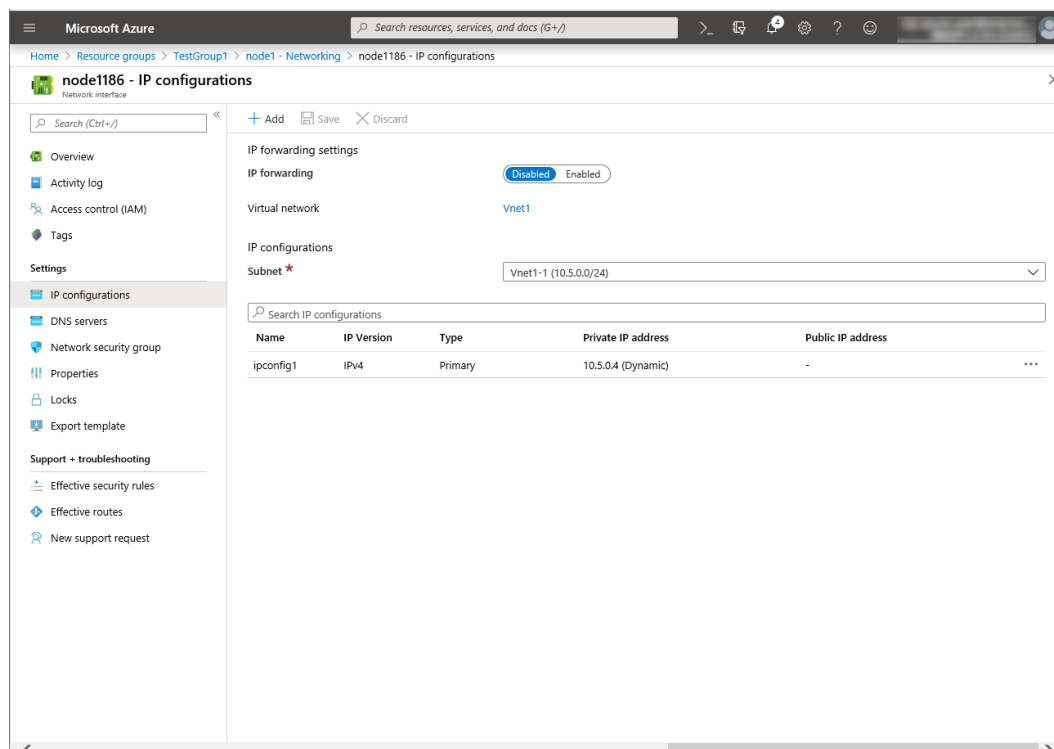 Microsoft Azure
Search resources, services, and docs (G+/)
4
Home > Resource groups > TestGroup1 > node1 - Networking > node1186 - IP configurations
node1186 - IP configurations
Network interface
Search (Ctrl+/)
Overview
Activity log
Access control (IAM)
Tags
Settings
IP configurations
DNS servers
Network security group
Properties
Locks
Export template
Support + troubleshooting
Effective security rules
Effective routes
New support request
Add Save Discard
IP forwarding settings
IP forwarding Disabled Enabled
Virtual network Vnet1
IP configurations
Subnet * Vnet1-1 (10.5.0.0/24)
Search IP configurations
Name IP Version Type Private IP address Public IP address
ipconfig1 IPv4 Primary 10.5.0.4 (Dynamic) -